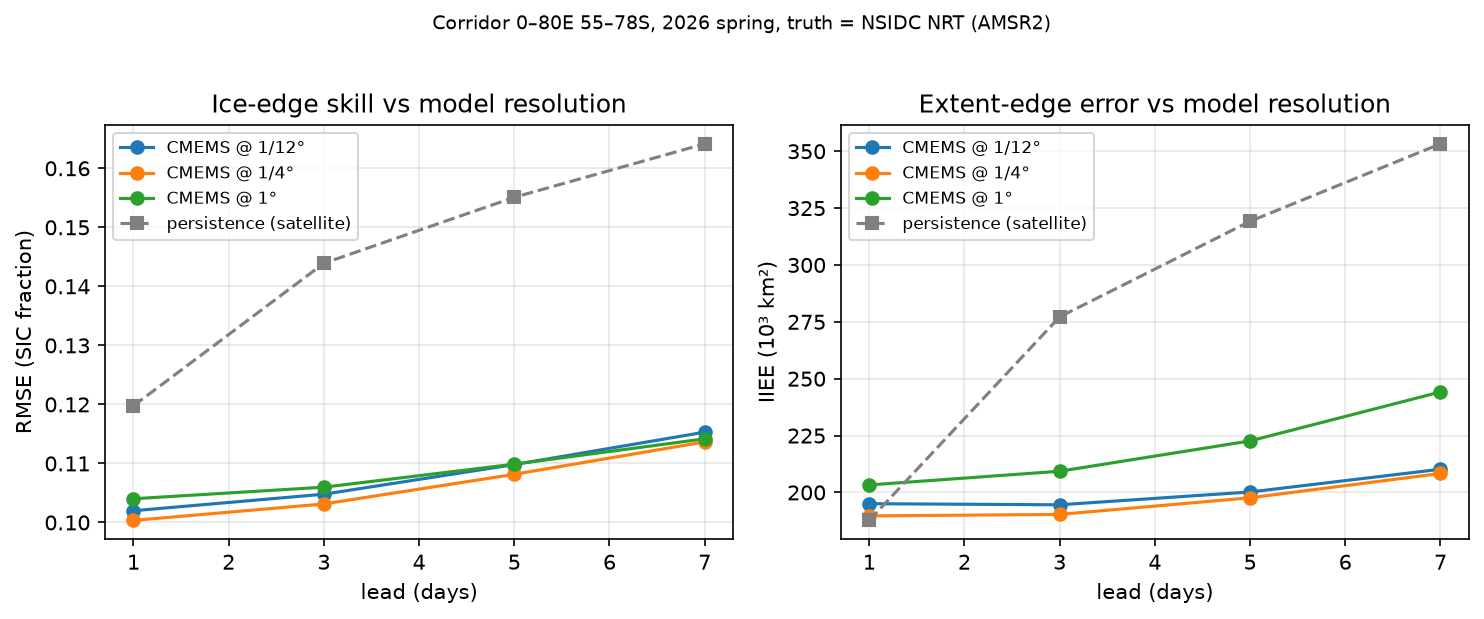 Corridor 0–80E 55–78S, 2026 spring, truth = NSIDC NRT (AMSR2)
Ice-edge skill vs model resolution
RMSE (SIC fraction)
0.16
0.15
0.14
0.13
0.12
0.11
0.10
CMEMS @ 1/12°
CMEMS @ 1/4°
CMEMS @ 1°
persistence (satellite)
1 2 3 4 5 6 7
lead (days)
Extent-edge error vs model resolution
IIEE (10³ km²)
350
325
300
275
250
225
200
CMEMS @ 1/12°
CMEMS @ 1/4°
CMEMS @ 1°
persistence (satellite)
1 2 3 4 5 6 7
lead (days)